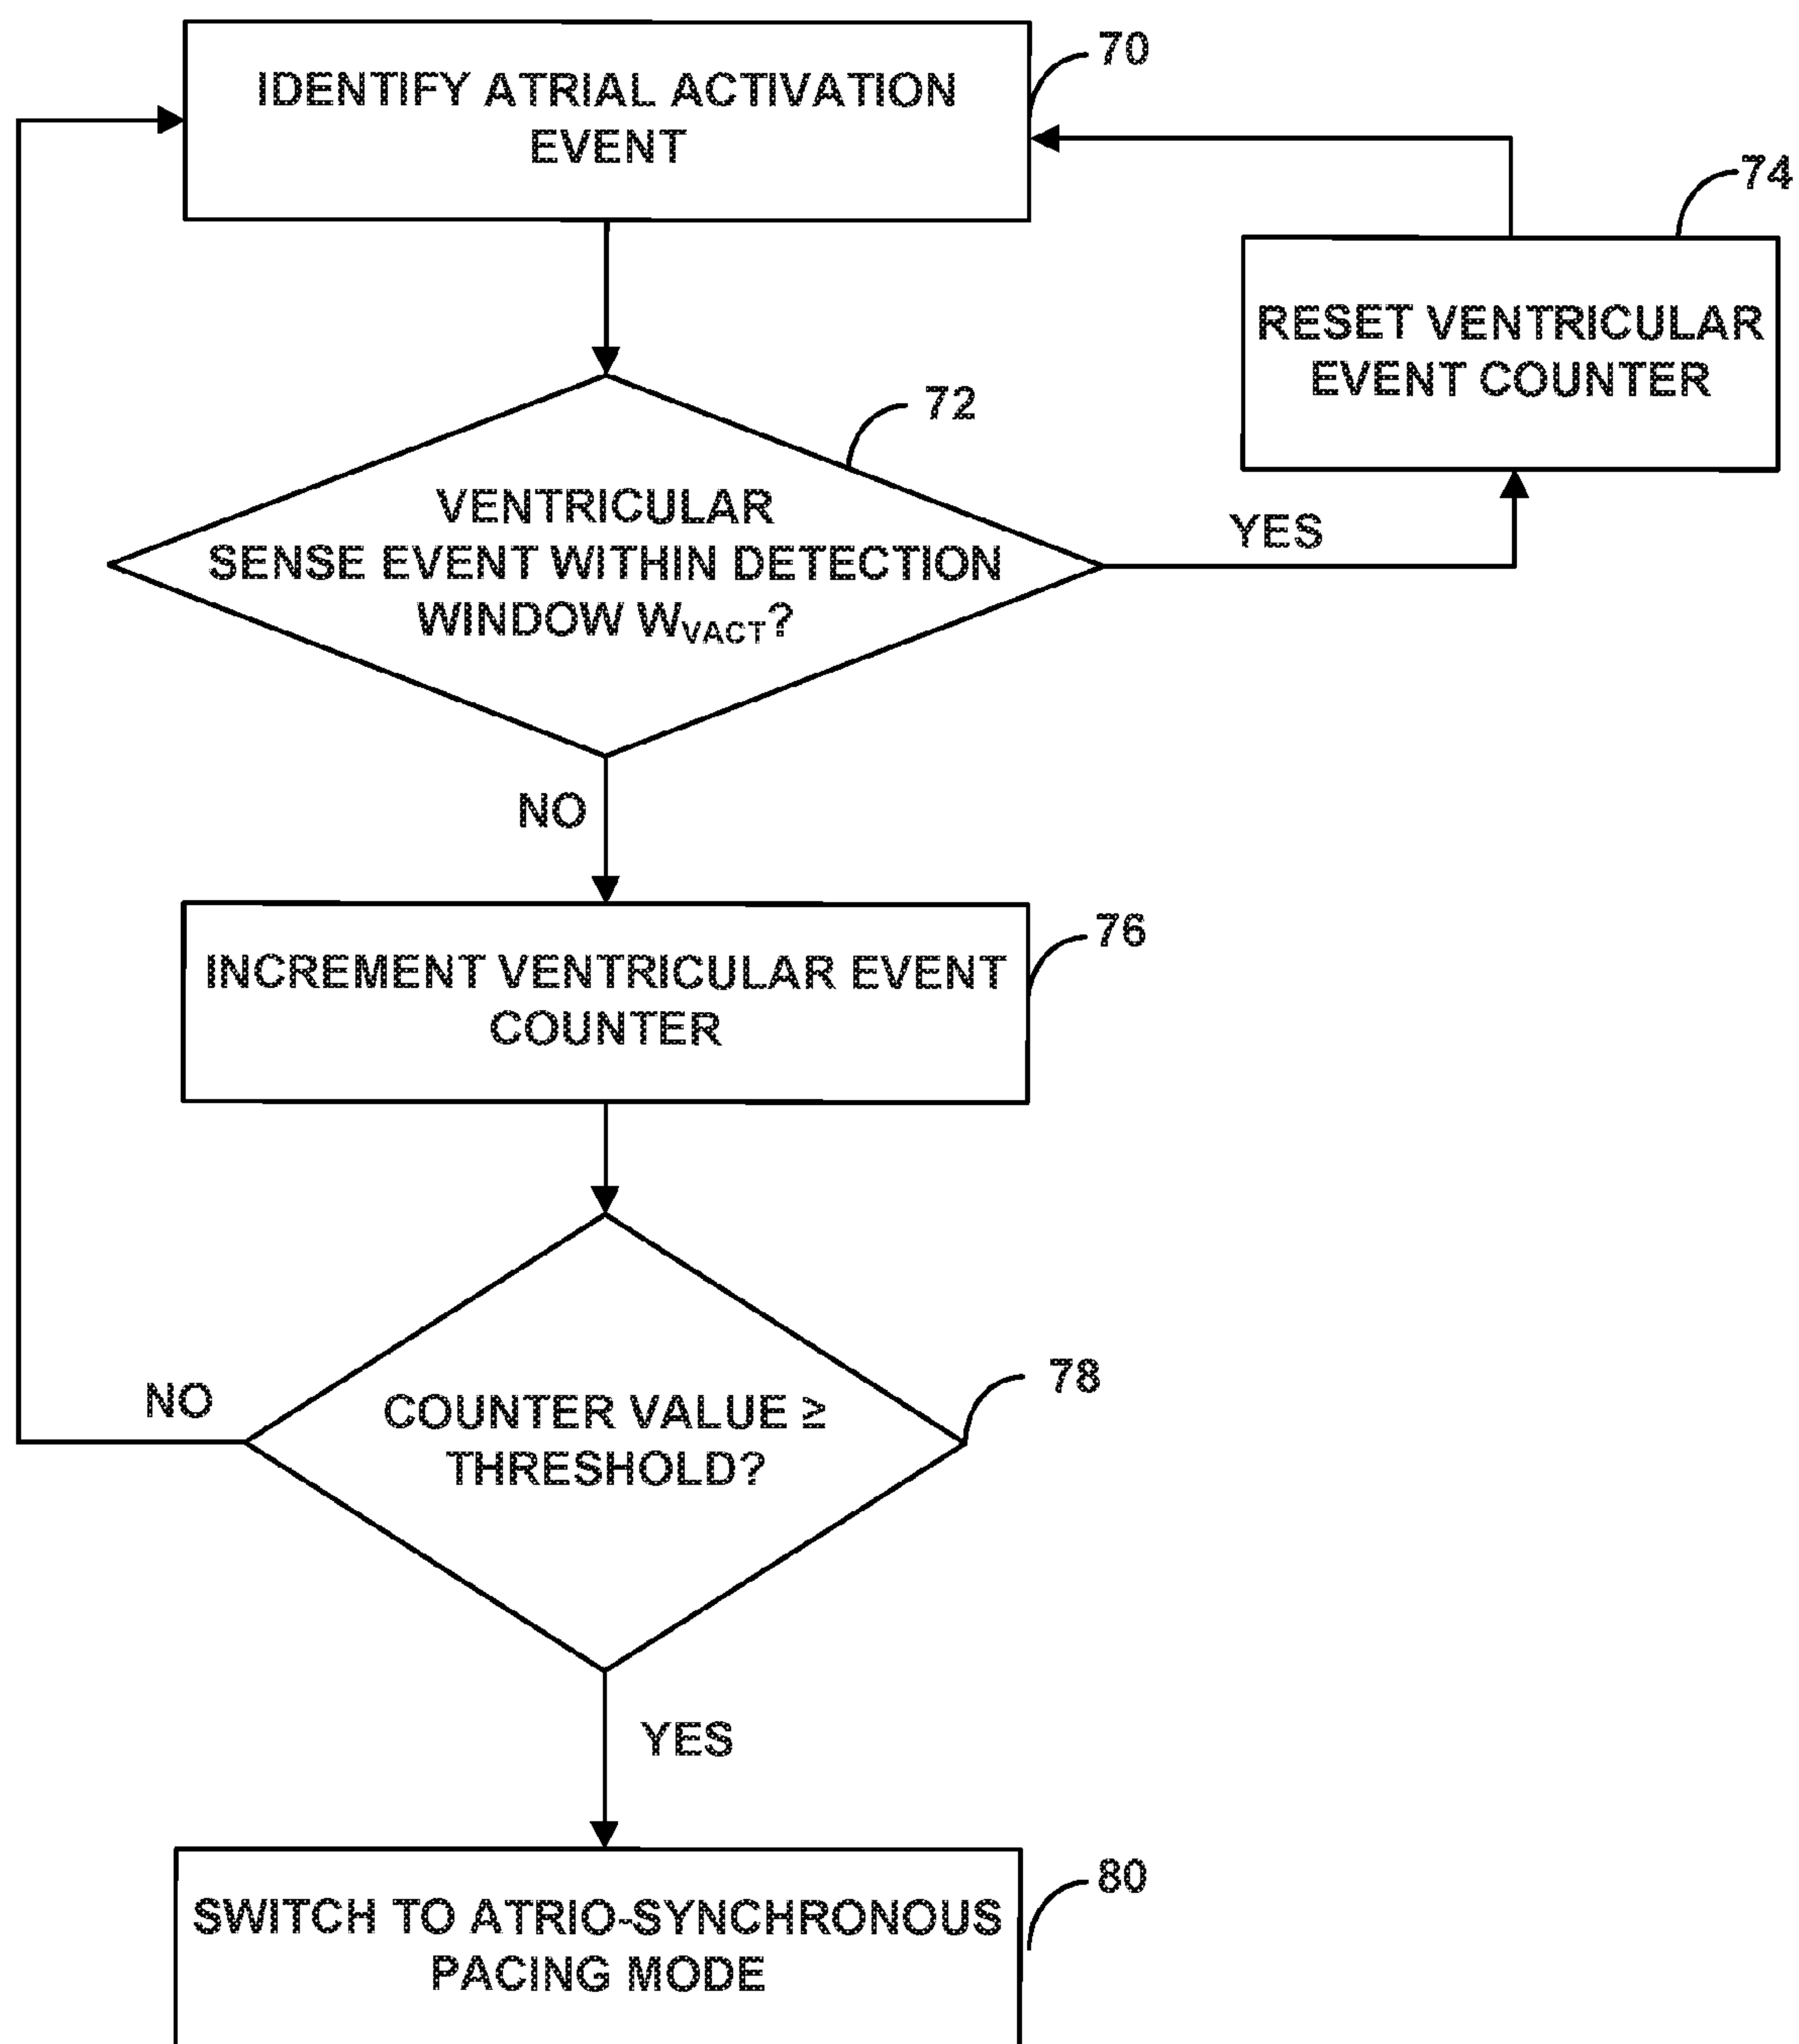 IDENTIFY ATRIAL ACTIVATION
EVENT
70
74
RESET VENTRICULAR
EVENT COUNTER
72
VENTRICULAR
SENSE EVENT WITHIN DETECTION
WINDOW WVACT?
YES
NO
76
INCREMENT VENTRICULAR EVENT
COUNTER
78
NO
COUNTER VALUE ≥
THRESHOLD?
YES
80
SWITCH TO ATRIO-SYNCHRONOUS
PACING MODE